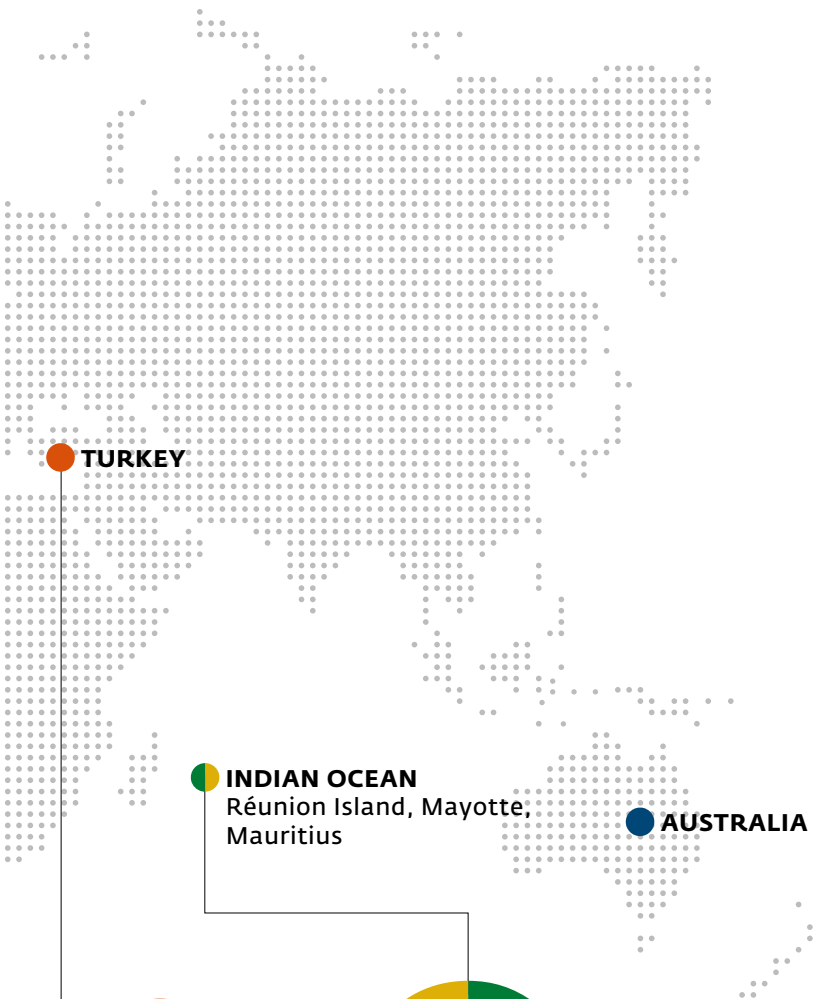 TURKEY
INDIAN OCEAN
Réunion Island, Mayotte,
Mauritius
AUSTRALIA